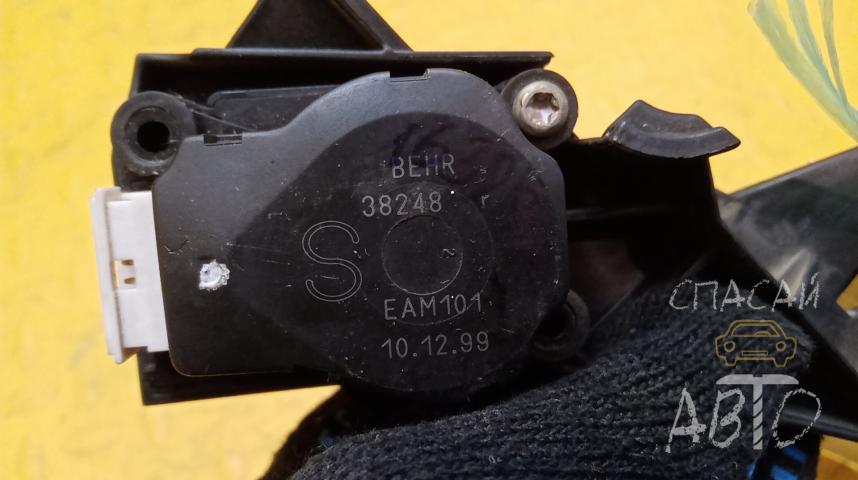 BEHR
38248 r
S
EAM101
10.12.99
СПАСАЙ
АВТО